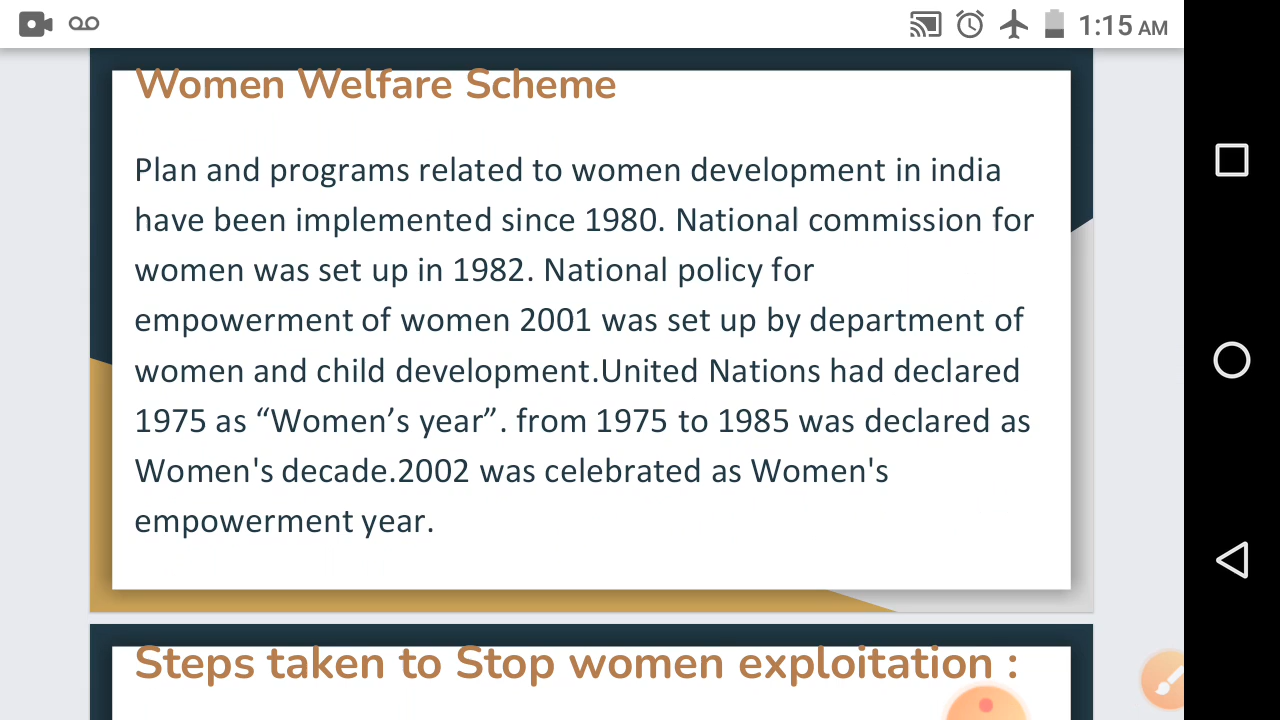 1:15 AM
Women Welfare Scheme
Plan and programs related to women development in india
have been implemented since 1980. National commission for
women was set up in 1982. National policy for
empowerment of women 2001 was set up by department of
women and child development.United Nations had declared
1975 as “Women’s year”. from 1975 to 1985 was declared as
Women's decade.2002 was celebrated as Women's
empowerment year.
Steps taken to Stop women exploitation :